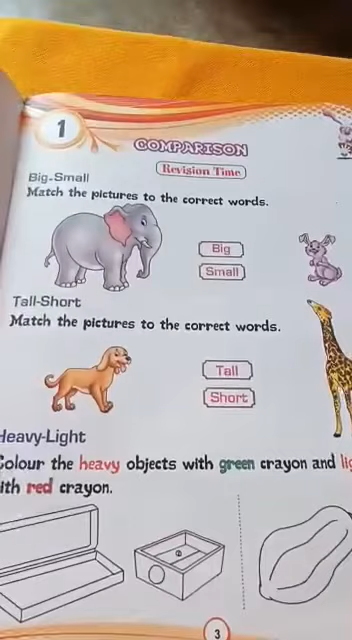 1
COMPARISON
Revision Time
Big-Small
Match the pictures to the correct words.
Big
Small
Tall-Short
Match the pictures to the correct words.
Tall
Short
Heavy-Light
Colour the heavy objects with green crayon and
with red crayon.
3